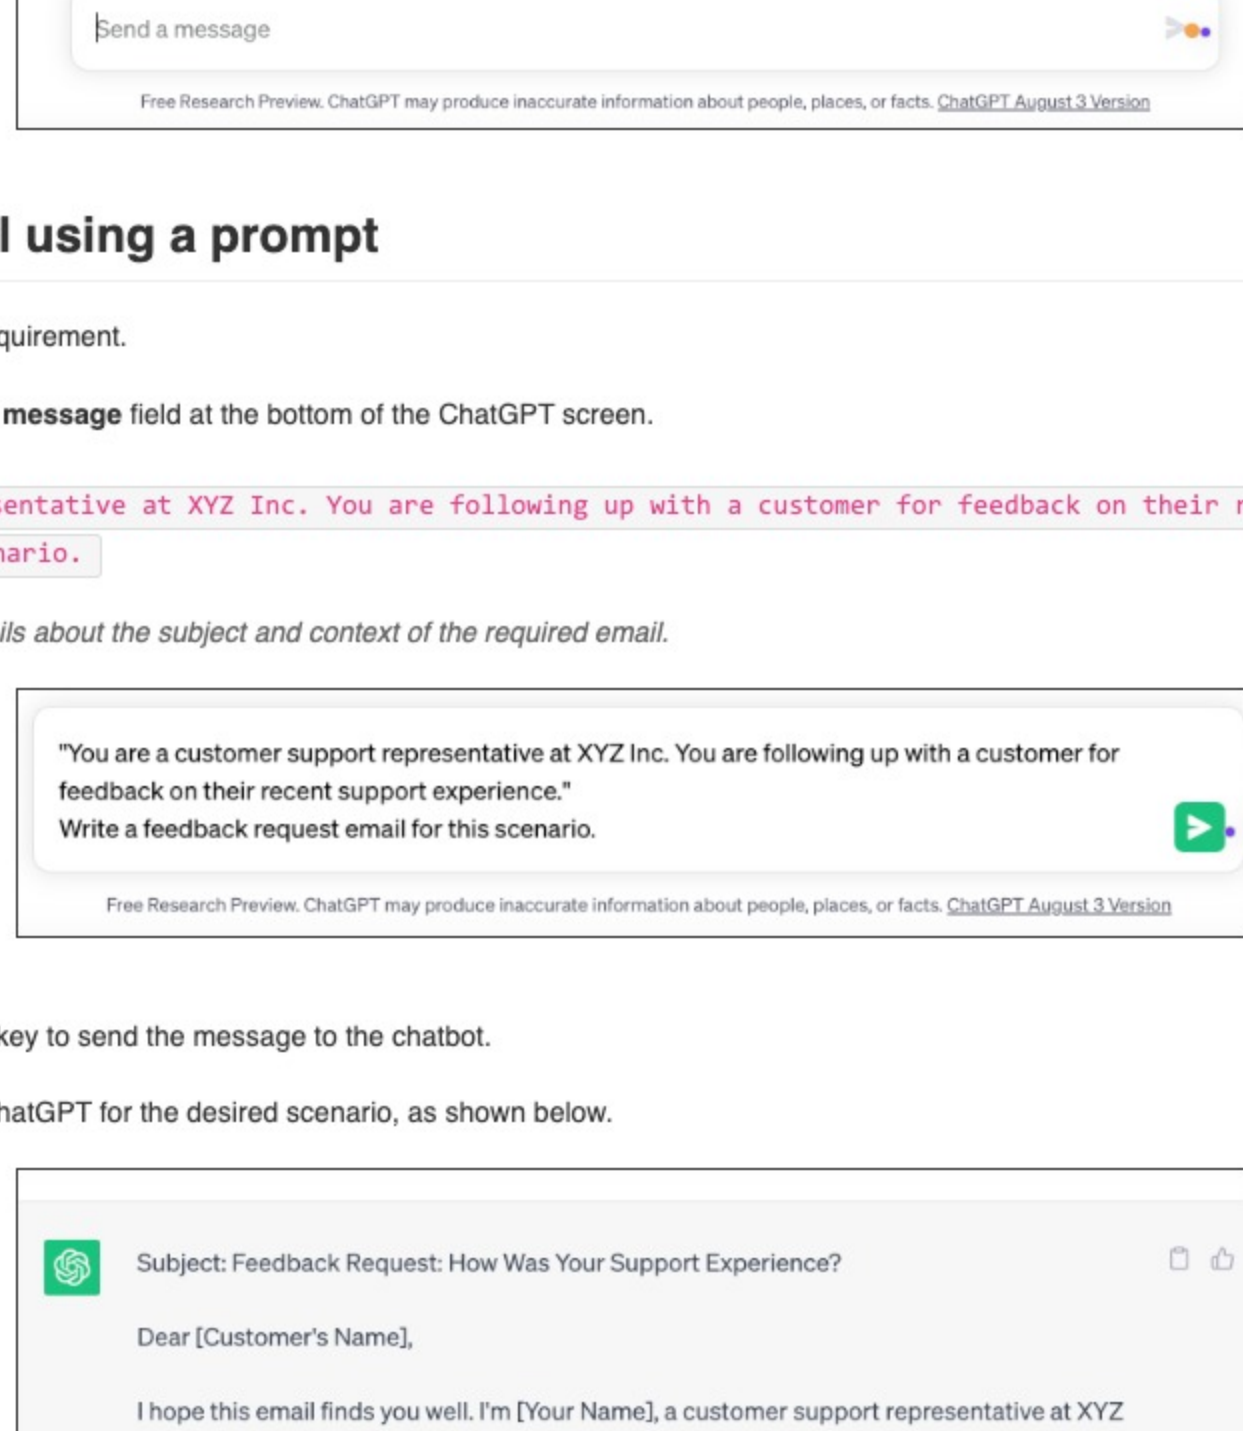 Send a message
Free Research Preview. ChatGPT may produce inaccurate information about people, places, or facts. ChatGPT August 3 Version
l using a prompt
quirement.
message field at the bottom of the ChatGPT screen.
sentative at XYZ Inc. You are following up with a customer for feedback on their r
nario.
ils about the subject and context of the required email.
"You are a customer support representative at XYZ Inc. You are following up with a customer for
feedback on their recent support experience."
Write a feedback request email for this scenario.
Free Research Preview. ChatGPT may produce inaccurate information about people, places, or facts. ChatGPT August 3 Version
key to send the message to the chatbot.
hatGPT for the desired scenario, as shown below.
Subject: Feedback Request: How Was Your Support Experience?
Dear [Customer's Name],
I hope this email finds you well. I'm [Your Name], a customer support representative at XYZ